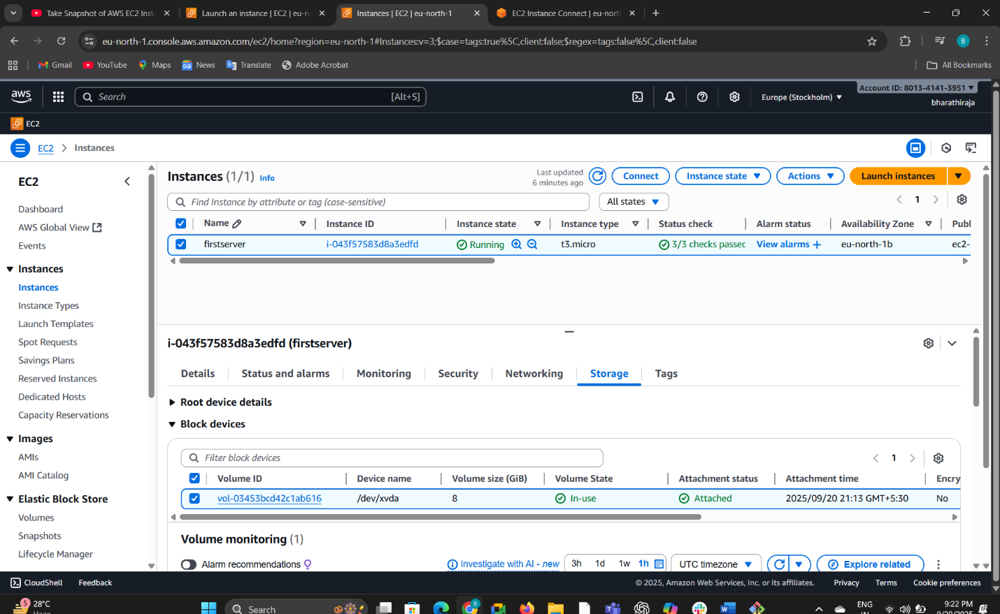 Take Snapshot of AWS EC2 Inst
Launch an instance | EC2 | eu-n
Instances | EC2 | eu-north-1
EC2 Instance Connect | eu-nort
eu-north-1.console.aws.amazon.com/ec2/home?region=eu-north-1#Instances:v=3;$case=tags:true%5C,client:false;$regex=tags:false%5C,client:false
B
Gmail YouTube Maps News Translate Adobe Acrobat All Bookmarks
aws Search [Alt+S] Europe (Stockholm) Account ID: 8013-4141-3951
bharathiraja
EC2
EC2 Instances
EC2
Dashboard
AWS Global View
Events
Instances
Instances
Instance Types
Launch Templates
Spot Requests
Savings Plans
Reserved Instances
Dedicated Hosts
Capacity Reservations
Images
AMIs
AMI Catalog
Elastic Block Store
Volumes
Snapshots
Lifecycle Manager
Instances (1/1) Info
Last updated
6 minutes ago
Connect Instance state Actions Launch instances
Find Instance by attribute or tag (case-sensitive) All states 1
Name Instance ID Instance state Instance type Status check Alarm status Availability Zone Publ
firstserver i-043f57583d8a3edfd Running t3.micro 3/3 checks passec View alarms + eu-north-1b ec2-
i-043f57583d8a3edfd (firstserver)
Details Status and alarms Monitoring Security Networking Storage Tags
Root device details
Block devices
Filter block devices 1
Volume ID Device name Volume size (GiB) Volume State Attachment status Attachment time Encry
vol-03453bcd42c1ab616 /dev/xvda 8 In-use Attached 2025/09/20 21:13 GMT+5:30 No
Volume monitoring (1)
Alarm recommendations Investigate with AI - new 3h 1d 1w 1h UTC timezone Explore related
CloudShell Feedback © 2025, Amazon Web Services, Inc. or its affiliates. Privacy Terms Cookie preferences
5
28°C
Search
B
ENG
9:22 PM